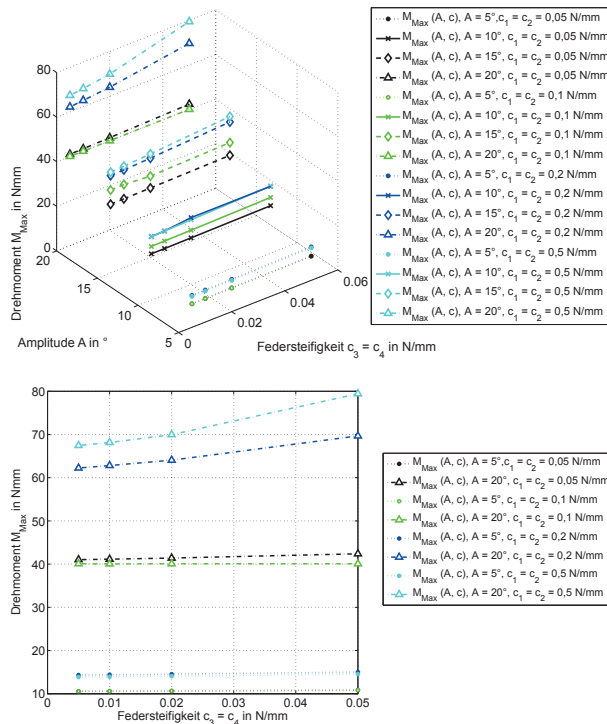 80
60
40
20
0
20
15
10
5
0
0.02
0.04
0.06
Drehmoment M_Max in Nmm
Amplitude A in °
Federsteifigkeit c_3 = c_4 in N/mm
M_Max (A, c), A = 5°,c_1 = c_2 = 0,05 N/mm
M_Max (A, c), A = 10°, c_1 = c_2 = 0,05 N/mm
M_Max (A, c), A = 15°, c_1 = c_2 = 0,05 N/mm
M_Max (A, c), A = 20°, c_1 = c_2 = 0,05 N/mm
M_Max (A, c), A = 5°, c_1 = c_2 = 0,1 N/mm
M_Max (A, c), A = 10°, c_1 = c_2 = 0,1 N/mm
M_Max (A, c), A = 15°, c_1 = c_2 = 0,1 N/mm
M_Max (A, c), A = 20°, c_1 = c_2 = 0,1 N/mm
M_Max (A, c), A = 5°, c_1 = c_2 = 0,2 N/mm
M_Max (A, c), A = 10°, c_1 = c_2 = 0,2 N/mm
M_Max (A, c), A = 15°, c_1 = c_2 = 0,2 N/mm
M_Max (A, c), A = 20°, c_1 = c_2 = 0,2 N/mm
M_Max (A, c), A = 5°, c_1 = c_2 = 0,5 N/mm
M_Max (A, c), A = 10°, c_1 = c_2 = 0,5 N/mm
M_Max (A, c), A = 15°, c_1 = c_2 = 0,5 N/mm
M_Max (A, c), A = 20°, c_1 = c_2 = 0,5 N/mm
80
70
60
50
40
30
20
10
0
0.01
0.02
0.03
0.04
0.05
Drehmoment M_Max in Nmm
Federsteifigkeit c_3 = c_4 in N/mm
M_Max (A, c), A = 5°,c_1 = c_2 = 0,05 N/mm
M_Max (A, c), A = 20°, c_1 = c_2 = 0,05 N/mm
M_Max (A, c), A = 5°, c_1 = c_2 = 0,1 N/mm
M_Max (A, c), A = 20°, c_1 = c_2 = 0,1 N/mm
M_Max (A, c), A = 5°, c_1 = c_2 = 0,2 N/mm
M_Max (A, c), A = 20°, c_1 = c_2 = 0,2 N/mm
M_Max (A, c), A = 5°, c_1 = c_2 = 0,5 N/mm
M_Max (A, c), A = 20°, c_1 = c_2 = 0,5 N/mm